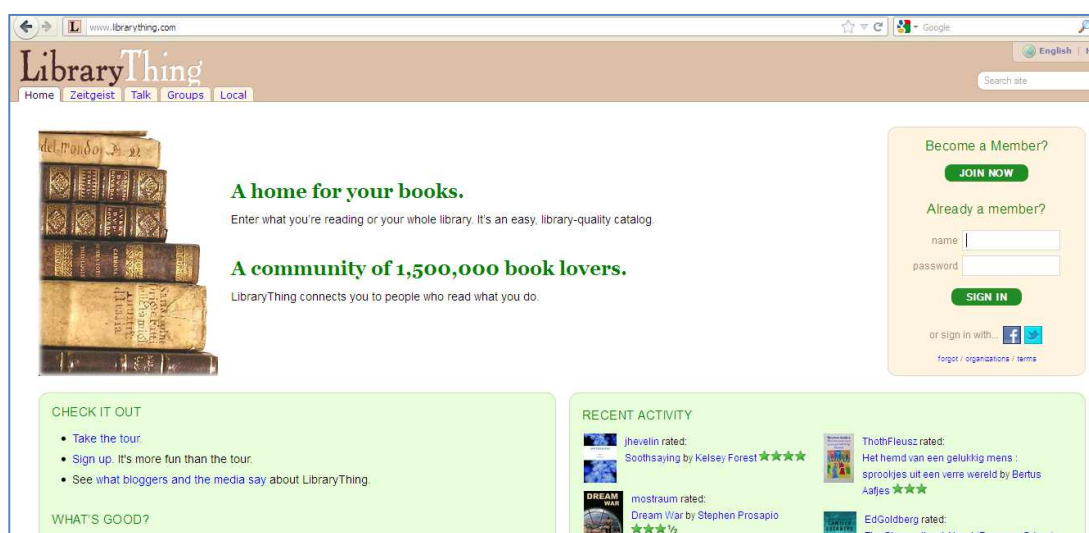 www.librarything.com
Google
LibraryThing
English
Search site
Home Zeitgeist Talk Groups Local
del mondo
A home for your books.
Enter what you're reading or your whole library. It's an easy, library-quality catalog.
A community of 1,500,000 book lovers.
LibraryThing connects you to people who read what you do.
Become a Member?
JOIN NOW
Already a member?
name
password
SIGN IN
or sign in with...
forgot / organizations / terms
CHECK IT OUT
• Take the tour.
• Sign up. It's more fun than the tour.
• See what bloggers and the media say about LibraryThing.
WHAT'S GOOD?
RECENT ACTIVITY
jhevelin rated:
Soothsaying by Kelsey Forest
DREAM WAR
mostraum rated:
Dream War by Stephen Prosapio
½
ThothFleusz rated:
Het hemd van een gelukkig mens :
sprookjes uit een verre wereld by Bertus
Aafjes
EdGoldberg rated: